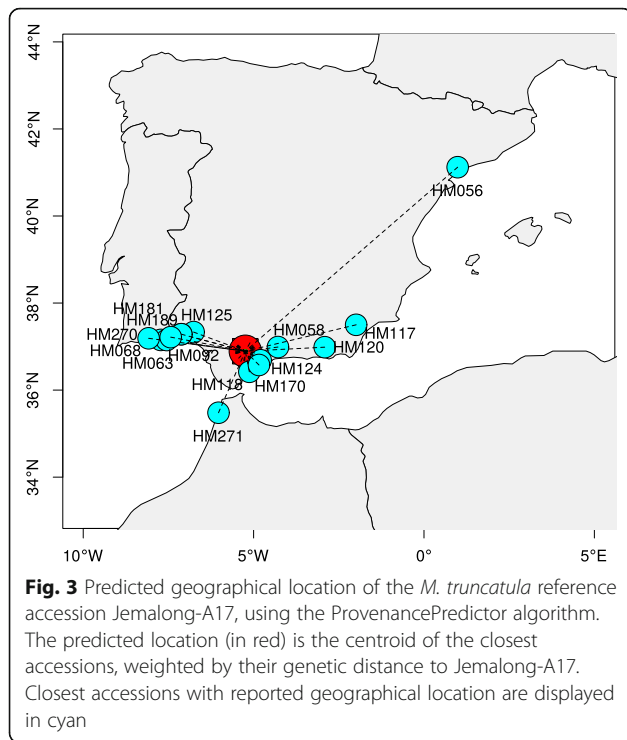 44°N
42°N
40°N
38°N
36°N
34°N
HM056
HM181
HM125
HM189
HM058
HM117
HM270
HM120
HM068
HM092
HM124
HM063
HM118
HM170
HM271
10°W
5°W
0°
5°E
Fig. 3 Predicted geographical location of the M. truncatula reference
accession Jemalong-A17, using the ProvenancePredictor algorithm.
The predicted location (in red) is the centroid of the closest
accessions, weighted by their genetic distance to Jemalong-A17.
Closest accessions with reported geographical location are displayed
in cyan